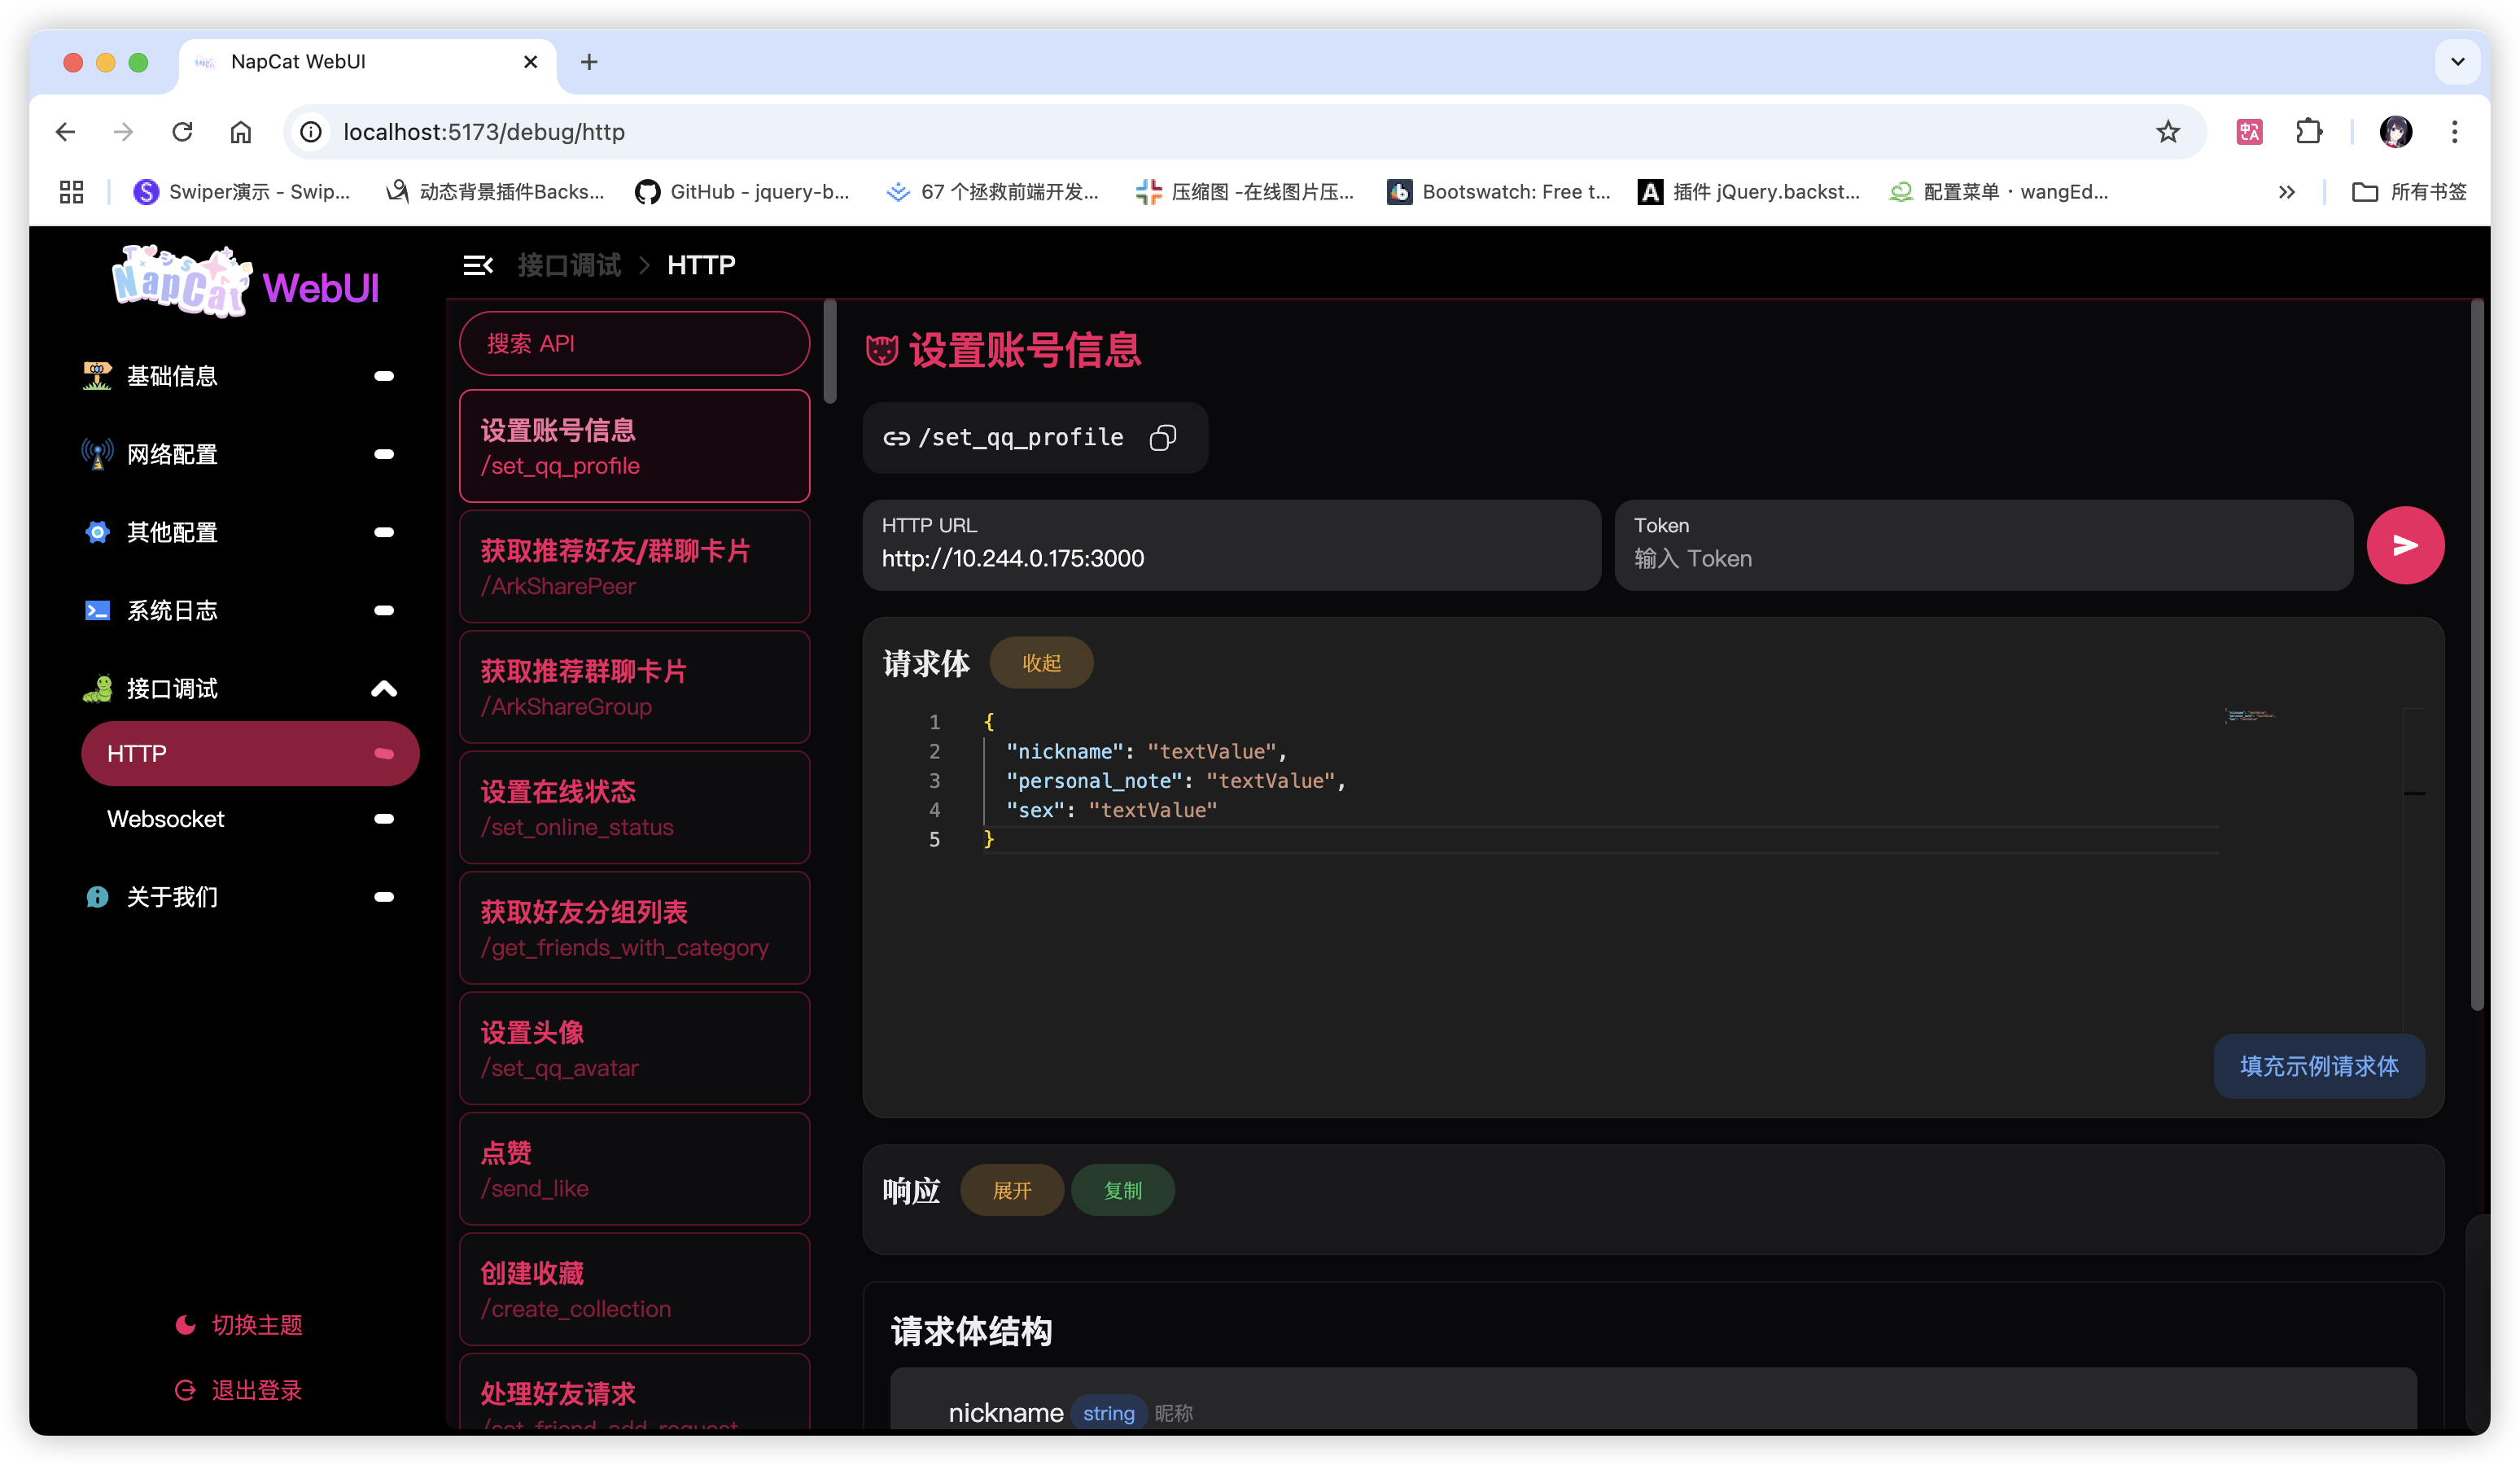 NapCat WebUI
localhost:5173/debug/http
Swiper演示 - Swip...
动态背景插件Backs...
GitHub - jquery-b...
67 个拯救前端开发...
压缩图 -在线图片压...
Bootswatch: Free t...
插件 jQuery.backst...
配置菜单 · wangEd...
所有书签
NapCat WebUI
基础信息
网络配置
其他配置
系统日志
接口调试
HTTP
Websocket
关于我们
切换主题
退出登录
接口调试 > HTTP
搜索 API
设置账号信息
/set_qq_profile
获取推荐好友/群聊卡片
/ArkSharePeer
获取推荐群聊卡片
/ArkShareGroup
设置在线状态
/set_online_status
获取好友分组列表
/get_friends_with_category
设置头像
/set_qq_avatar
点赞
/send_like
创建收藏
/create_collection
处理好友请求
/set_friend_add_request
设置账号信息
/set_qq_profile
HTTP URL
http://10.244.0.175:3000
Token
输入 Token
请求体 收起
1 {
2 "nickname": "textValue",
3 "personal_note": "textValue",
4 "sex": "textValue"
5 }
填充示例请求体
响应 展开 复制
请求体结构
nickname string 昵称